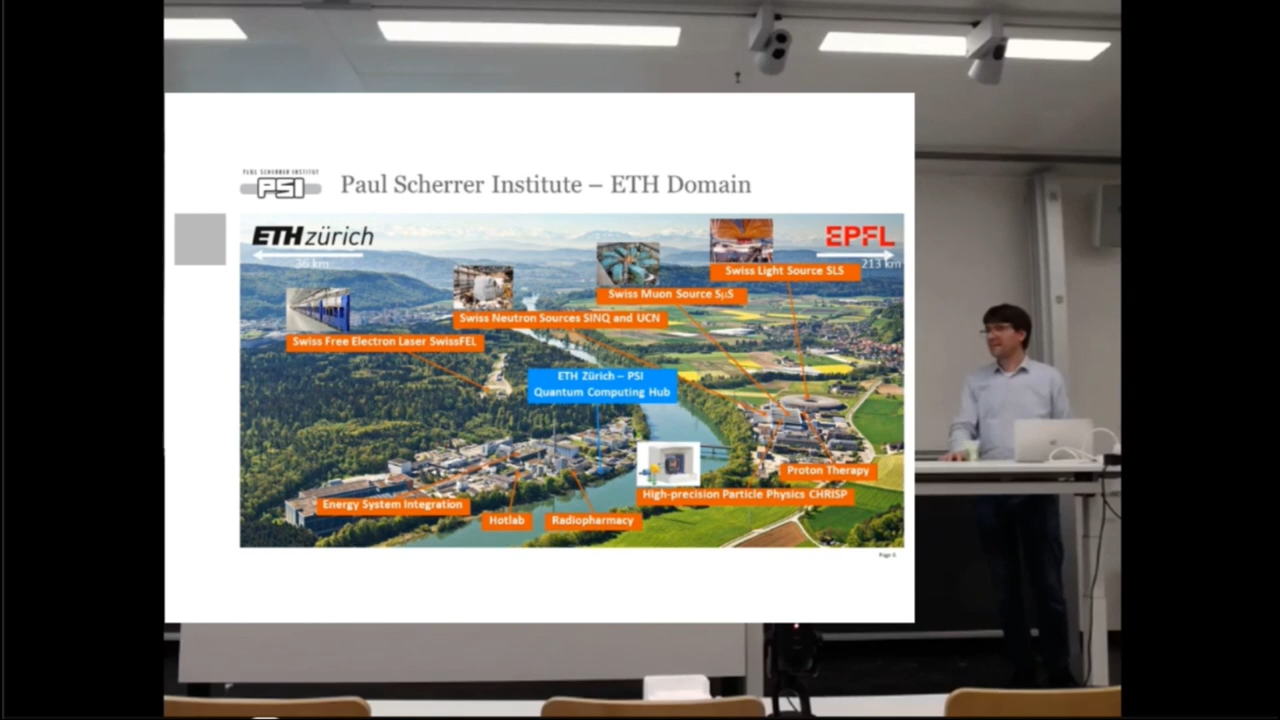 PAUL SCHERRER INSTITUT
PSI
Paul Scherrer Institute – ETH Domain
ETH zürich
36 km
EPFL
213 km
Swiss Light Source SLS
Swiss Muon Source SμS
Swiss Neutron Sources SINQ and UCN
Swiss Free Electron Laser SwissFEL
ETH Zürich – PSI
Quantum Computing Hub
Proton Therapy
High-precision Particle Physics CHRISP
Energy System Integration
Hotlab
Radiopharmacy
Page 6